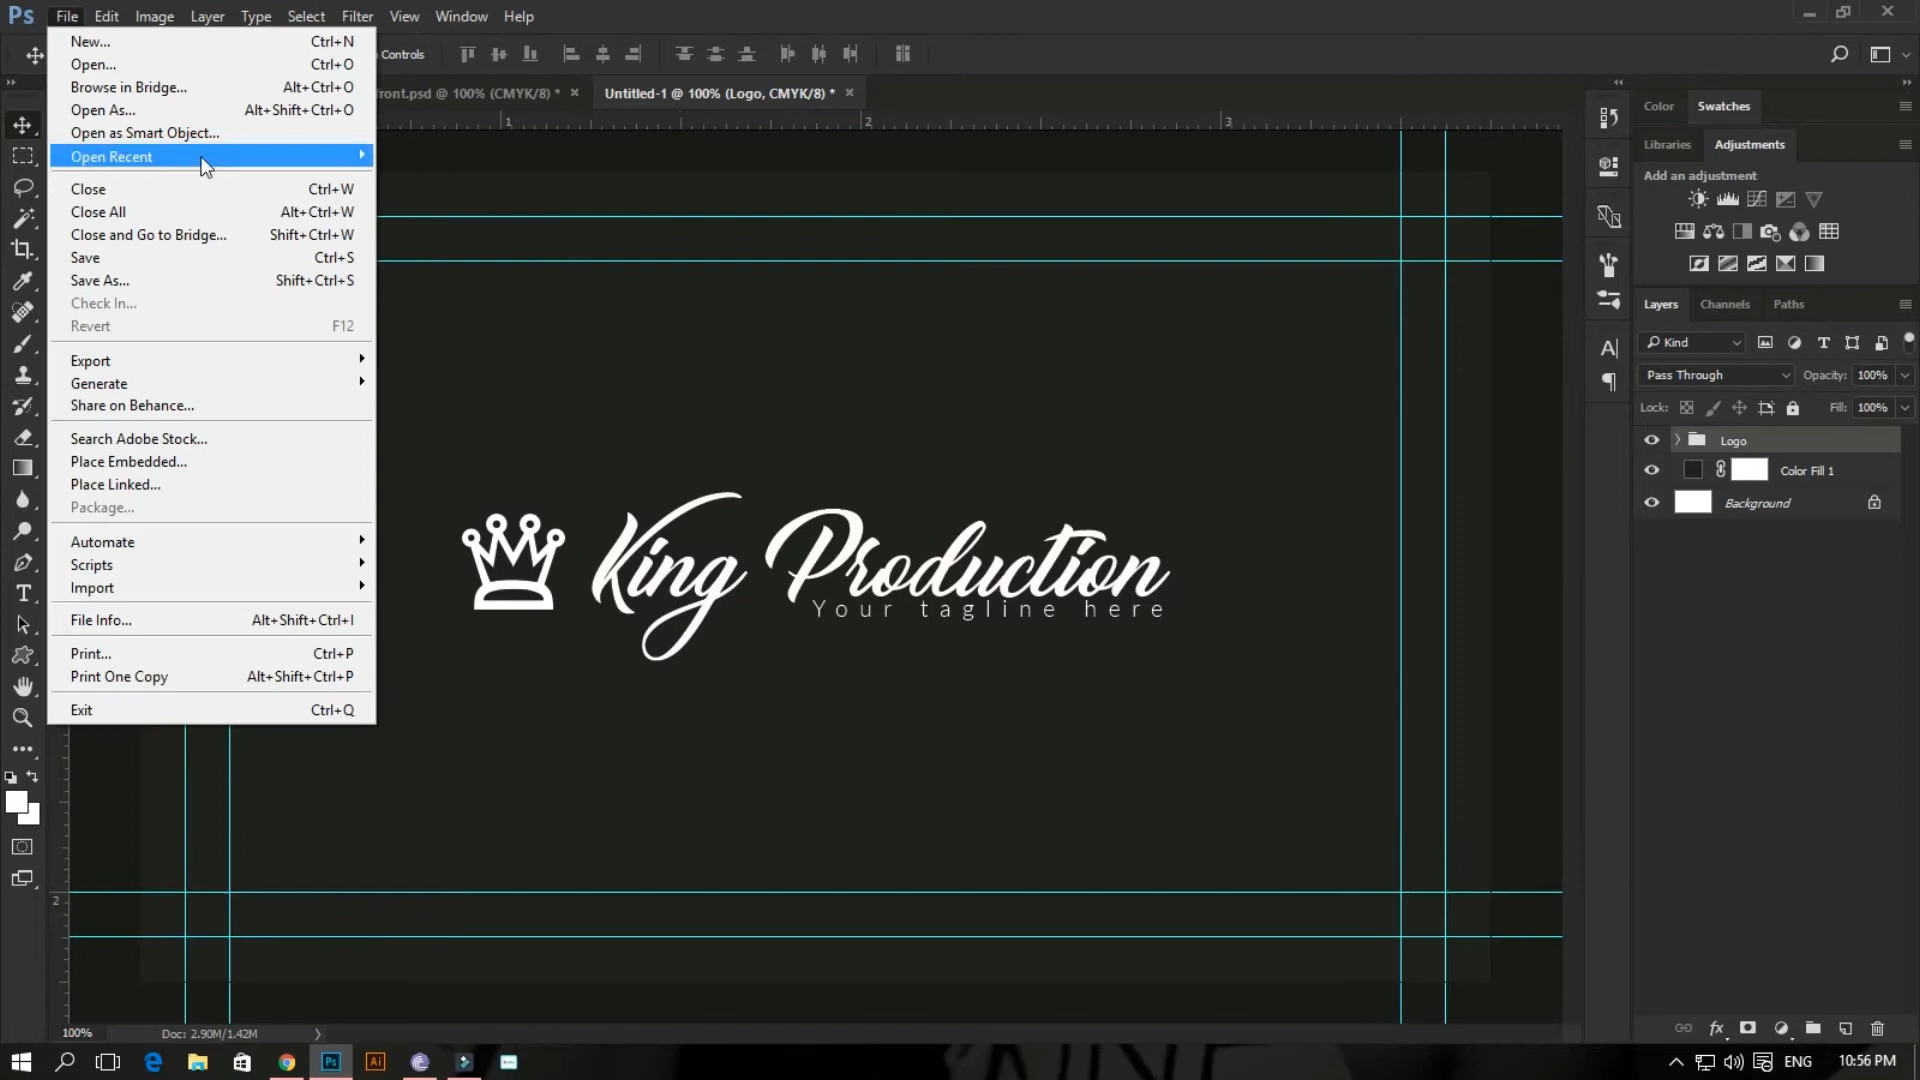 Ps File Edit Image Layer Type Select Filter View Window Help
Controls
ront.psd @ 100% (CMYK/8) * × Untitled-1 @ 100% (Logo, CMYK/8) * ×
New... Ctrl+N
Open... Ctrl+O
Browse in Bridge... Alt+Ctrl+O
Open As... Alt+Shift+Ctrl+O
Open as Smart Object...
Open Recent
Close Ctrl+W
Close All Alt+Ctrl+W
Close and Go to Bridge... Shift+Ctrl+W
Save Ctrl+S
Save As... Shift+Ctrl+S
Check In...
Revert F12
Export
Generate
Share on Behance...
Search Adobe Stock...
Place Embedded...
Place Linked...
Package...
Automate
Scripts
Import
File Info... Alt+Shift+Ctrl+I
Print... Ctrl+P
Print One Copy Alt+Shift+Ctrl+P
Exit Ctrl+Q
1 2 3
2
King Production
Your tagline here
Color Swatches
Libraries Adjustments
Add an adjustment
Layers Channels Paths
Kind
Pass Through Opacity: 100%
Lock: Fill: 100%
Logo
Color Fill 1
Background
fx
100% Doc: 2.90M/1.42M
Ps Ai
ENG 10:56 PM